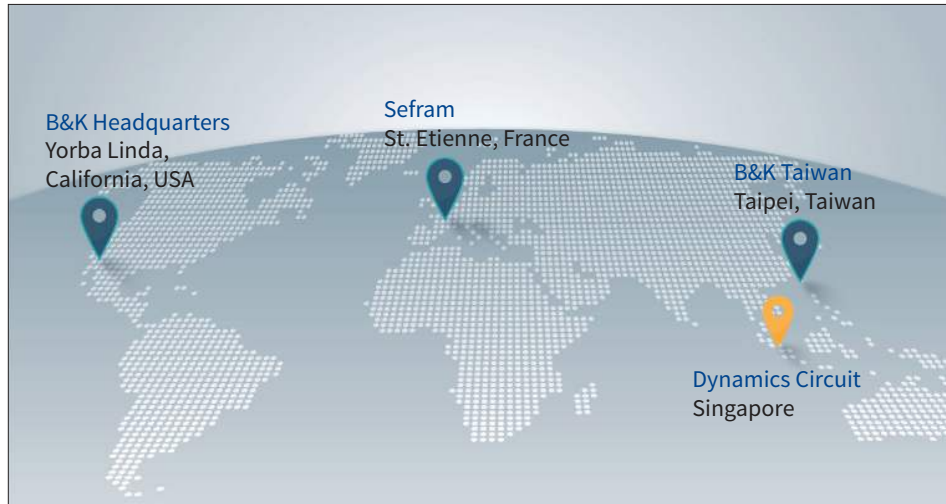 B&K Headquarters
Yorba Linda,
California, USA
Sefram
St. Etienne, France
B&K Taiwan
Taipei, Taiwan
Dynamics Circuit
Singapore